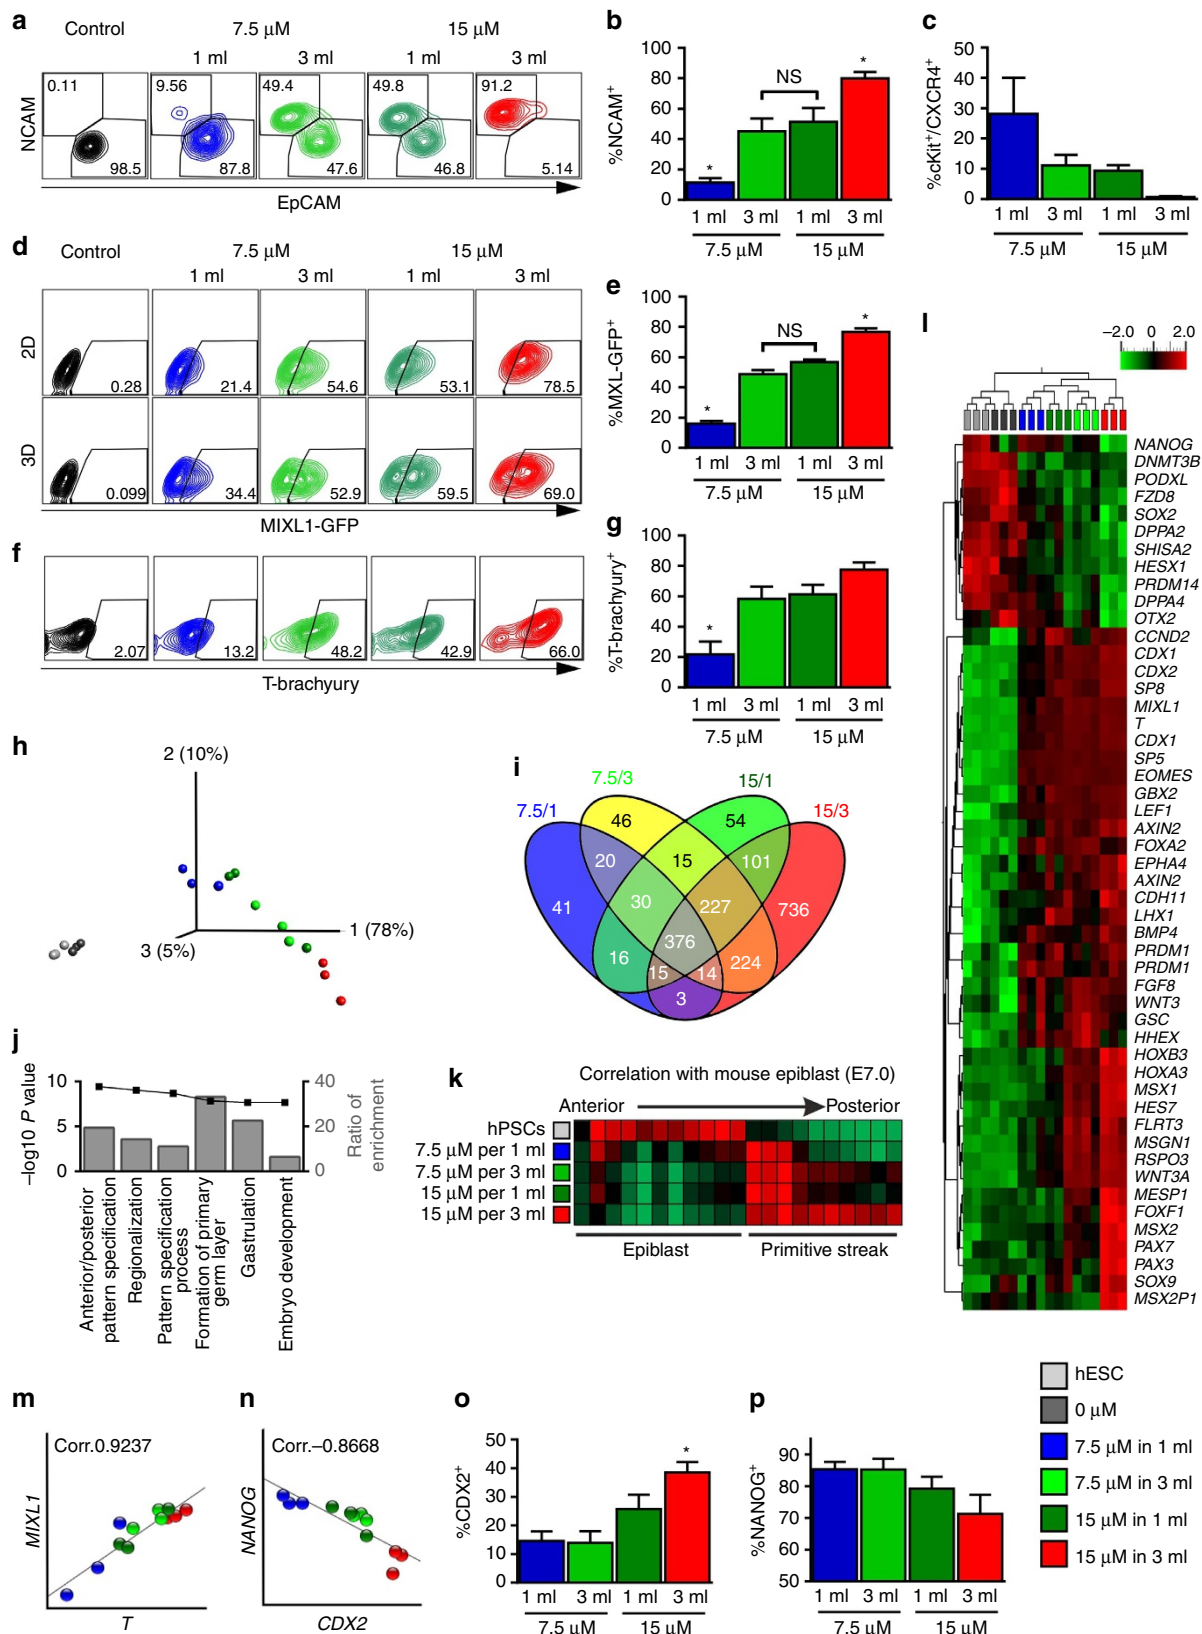 a
Control
7.5 µM
15 µM
1 ml
3 ml
1 ml
3 ml
NCAM
0.11
98.5
9.56
87.8
49.4
47.6
49.8
46.8
91.2
5.14
EpCAM
b
%NCAM⁺
100
80
60
40
20
0
*
NS
*
1 ml
3 ml
1 ml
3 ml
7.5 µM
15 µM
c
%cKit⁺/CXCR4⁺
50
40
30
20
10
0
1 ml
3 ml
1 ml
3 ml
7.5 µM
15 µM
d
Control
7.5 µM
15 µM
1 ml
3 ml
1 ml
3 ml
2D
0.28
21.4
54.6
53.1
78.5
3D
0.099
34.4
52.9
59.5
69.0
MIXL1-GFP
e
%MXL-GFP⁺
100
80
60
40
20
0
*
NS
*
1 ml
3 ml
1 ml
3 ml
7.5 µM
15 µM
f
2.07
13.2
48.2
42.9
66.0
T-brachyury
g
%T-brachyury⁺
100
80
60
40
20
0
*
1 ml
3 ml
1 ml
3 ml
7.5 µM
15 µM
h
2 (10%)
1 (78%)
3 (5%)
i
7.5/1
7.5/3
15/1
15/3
46
54
20
15
101
41
30
227
736
376
16
15
14
224
3
j
–log10 P value
10
5
0
40
20
0
Ratio of
enrichment
Anterior/posterior
pattern specification
Regionalization
Pattern specification
process
Formation of primary
germ layer
Gastrulation
Embryo development
k
Correlation with mouse epiblast (E7.0)
Anterior
Posterior
hPSCs
7.5 µM per 1 ml
7.5 µM per 3 ml
15 µM per 1 ml
15 µM per 3 ml
Epiblast
Primitive streak
l
–2.0
0
2.0
NANOG
DNMT3B
PODXL
FZD8
SOX2
DPPA2
SHISA2
HESX1
PRDM14
DPPA4
OTX2
CCND2
CDX1
CDX2
SP8
MIXL1
T
CDX1
SP5
EOMES
GBX2
LEF1
AXIN2
FOXA2
EPHA4
AXIN2
CDH11
LHX1
BMP4
PRDM1
PRDM1
FGF8
WNT3
GSC
HHEX
HOXB3
HOXA3
MSX1
HES7
FLRT3
MSGN1
RSPO3
WNT3A
MESP1
FOXF1
MSX2
PAX7
PAX3
SOX9
MSX2P1
m
Corr.0.9237
MIXL1
T
n
Corr.–0.8668
NANOG
CDX2
o
%CDX2⁺
50
40
30
20
10
0
*
1 ml
3 ml
1 ml
3 ml
7.5 µM
15 µM
p
%NANOG⁺
90
80
70
60
50
1 ml
3 ml
1 ml
3 ml
7.5 µM
15 µM
hESC
0 µM
7.5 µM in 1 ml
7.5 µM in 3 ml
15 µM in 1 ml
15 µM in 3 ml